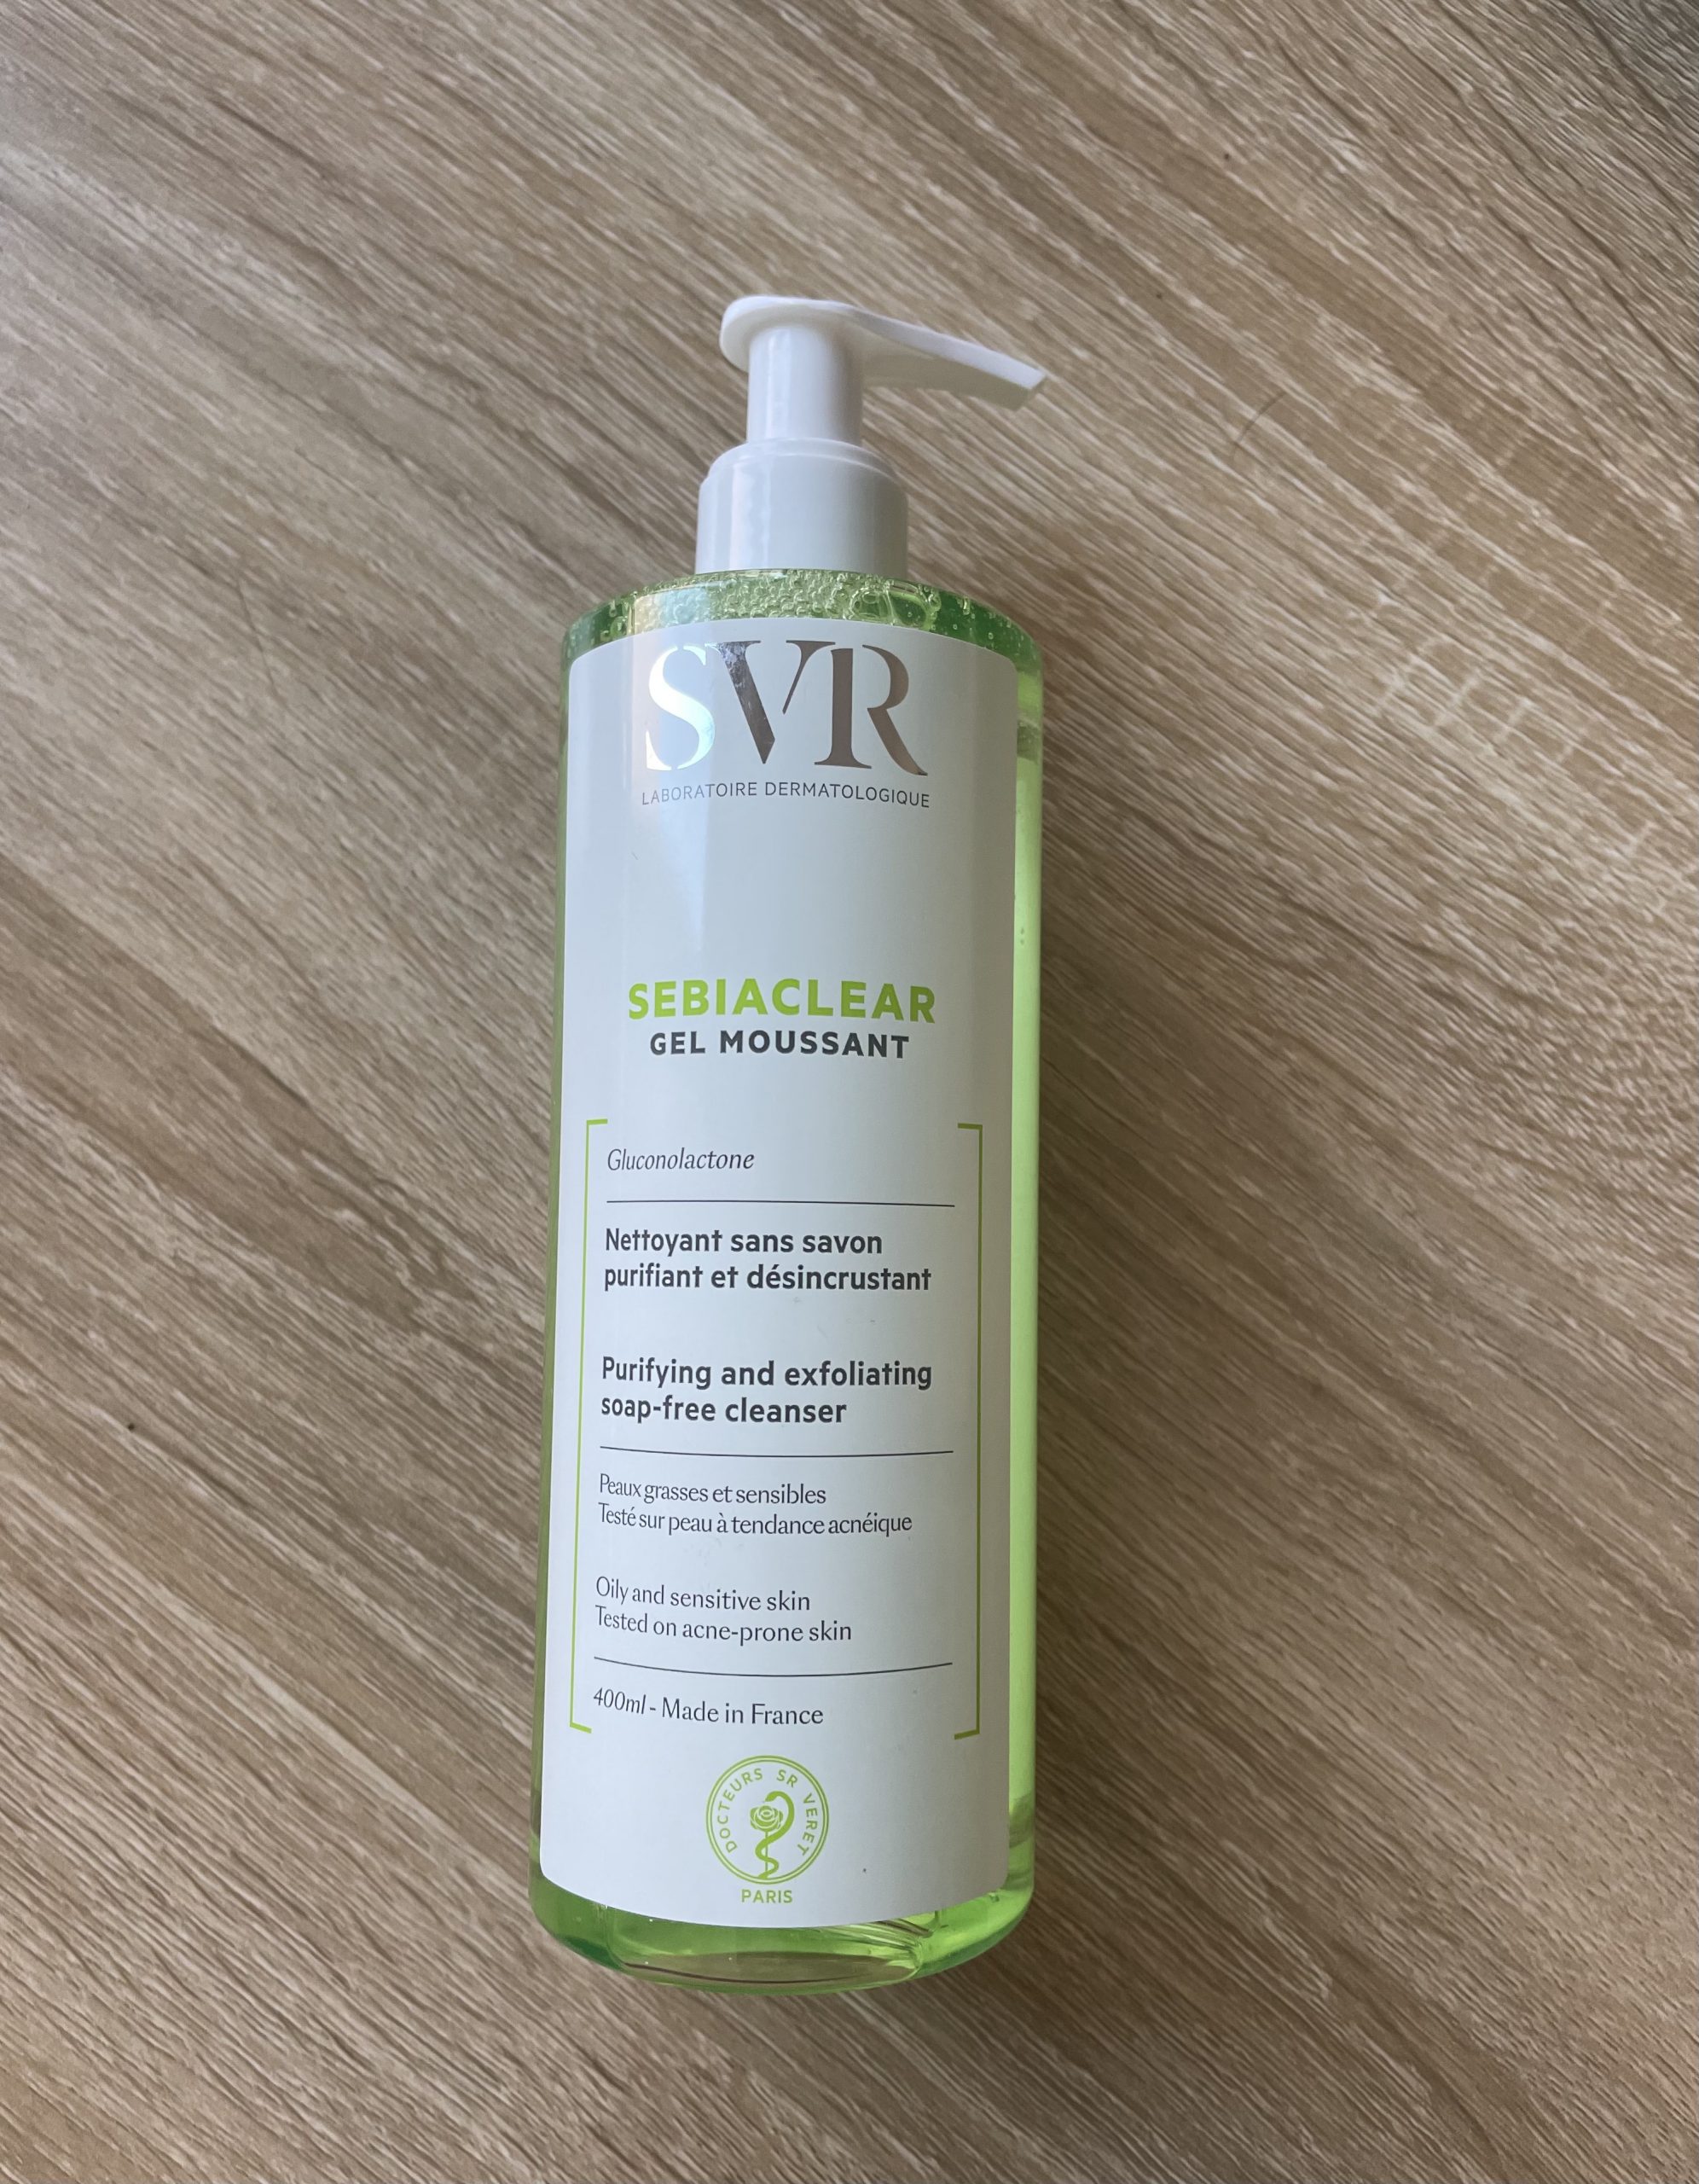 SVR
LABORATOIRE DERMATOLOGIQUE
SEBIACLEAR
GEL MOUSSANT
Gluconolactone
Nettoyant sans savon
purifiant et désincrustant
Purifying and exfoliating
soap-free cleanser
Peaux grasses et sensibles
Testé sur peau à tendance acnéique
Oily and sensitive skin
Tested on acne-prone skin
400ml - Made in France
DOCTEURS SR VERET
PARIS